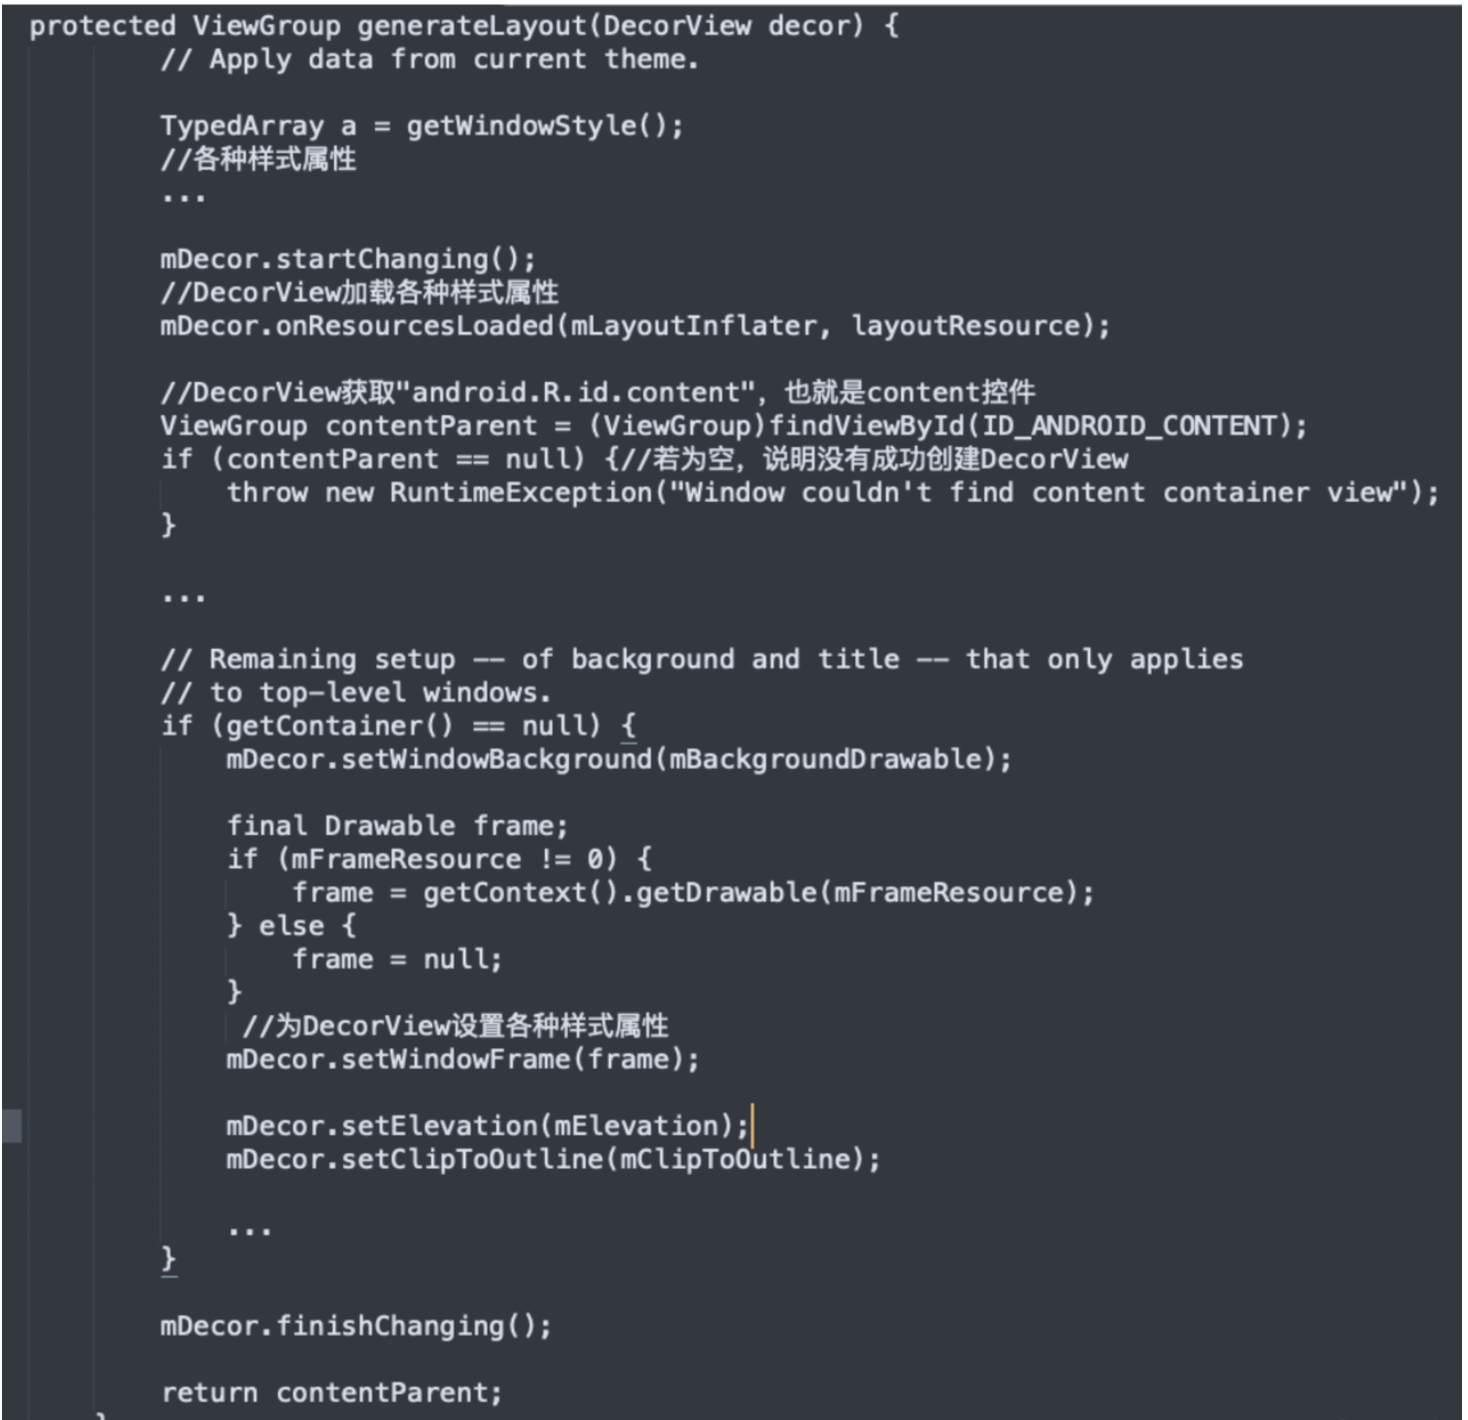 protected ViewGroup generateLayout(DecorView decor) {
// Apply data from current theme.
TypedArray a = getWindowStyle();
//各种样式属性
...
mDecor.startChanging();
//DecorView加载各种样式属性
mDecor.onResourcesLoaded(mLayoutInflater, layoutResource);
//DecorView获取"android.R.id.content", 也就是content控件
ViewGroup contentParent = (ViewGroup)findViewById(ID_ANDROID_CONTENT);
if (contentParent == null) {//若为空, 说明没有成功创建DecorView
throw new RuntimeException("Window couldn't find content container view");
}
...
// Remaining setup -- of background and title -- that only applies
// to top-level windows.
if (getContainer() == null) {
mDecor.setWindowBackground(mBackgroundDrawable);
final Drawable frame;
if (mFrameResource != 0) {
frame = getContext().getDrawable(mFrameResource);
} else {
frame = null;
}
//为DecorView设置各种样式属性
mDecor.setWindowFrame(frame);
mDecor.setElevation(mElevation);
mDecor.setClipToOutline(mClipToOutline);
...
}
mDecor.finishChanging();
return contentParent;
}